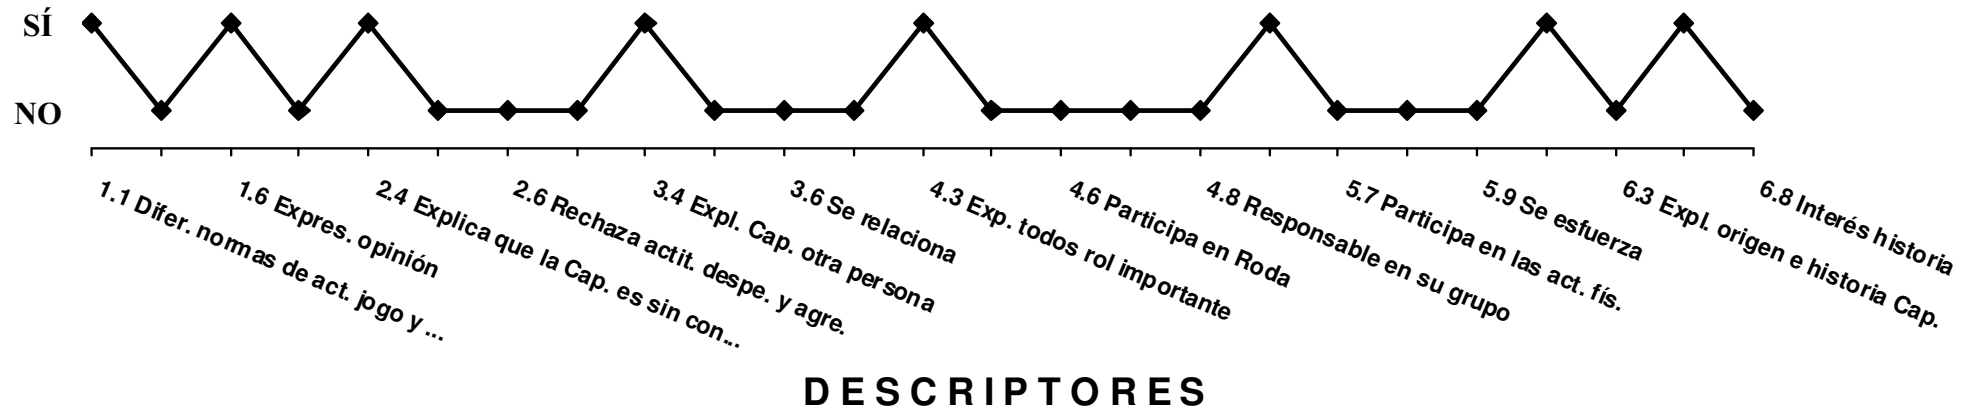 SÍ
NO
1.1 Difer. normas de act. jogo y ...
1.6 Expres. opinión
2.4 Explica que la Cap. es sin con...
2.6 Rechaza actit. despe. y agre.
3.4 Expl. Cap. otra persona
3.6 Se relaciona
4.3 Exp. todos rol importante
4.6 Participa en Roda
4.8 Responsable en su grupo
5.7 Participa en las act. fís.
5.9 Se esfuerza
6.3 Expl. origen e historia Cap.
6.8 Interés historia
DESCRIPTORES